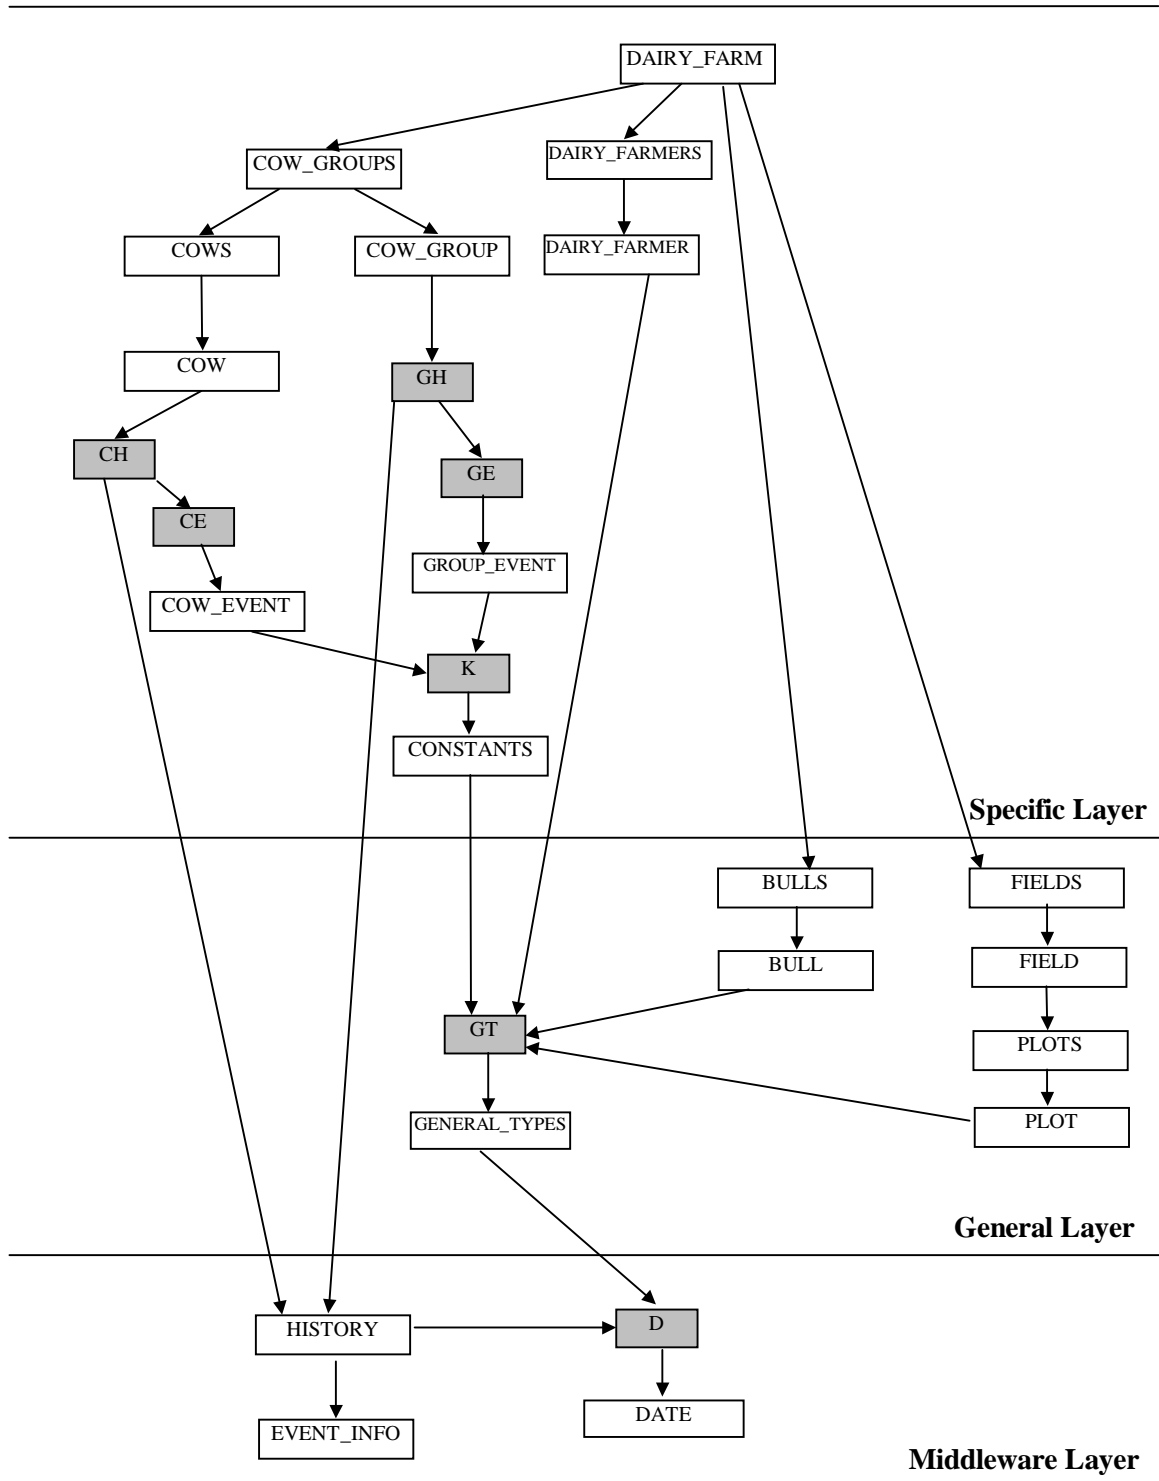 DAIRY_FARM
COW_GROUPS
DAIRY_FARMERS
COWS
COW_GROUP
DAIRY_FARMER
COW
GH
CH
GE
CE
GROUP_EVENT
COW_EVENT
K
CONSTANTS
Specific Layer
BULLS
FIELDS
BULL
FIELD
GT
PLOTS
GENERAL_TYPES
PLOT
General Layer
HISTORY
D
EVENT_INFO
DATE
Middleware Layer